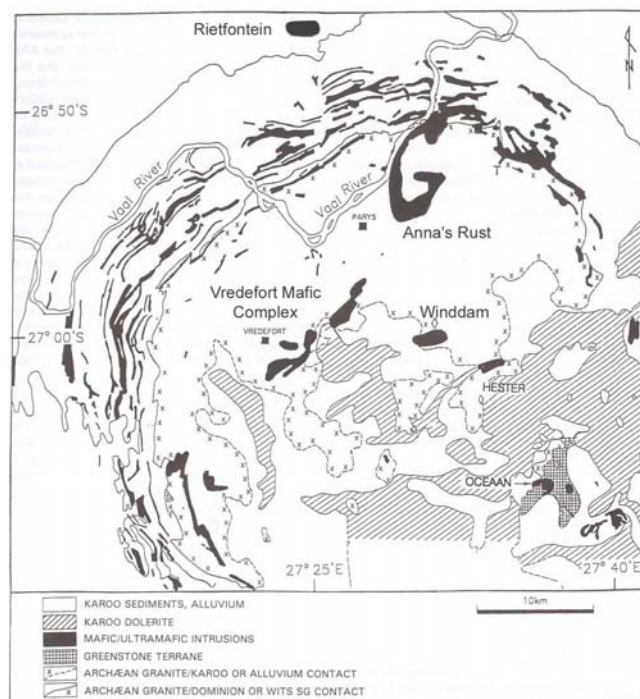 Rietfontein
N
26° 50' S
Vaal River
Vaal River
PARYS
Anna's Rust
Vredefort Mafic
Complex
VREDEFORT
Winddam
27° 00' S
HESTER
OCEAAN
27° 25' E
27° 40' E
KAROO SEDIMENTS, ALLUVIUM
10km
KAROO DOLERITE
MAFIC/ULTRAMAFIC INTRUSIONS
GREENSTONE TERRANE
ARCHÆAN GRANITE/KAROO OR ALLUVIUM CONTACT
ARCHÆAN GRANITE/DOMINION OR WITS SG CONTACT